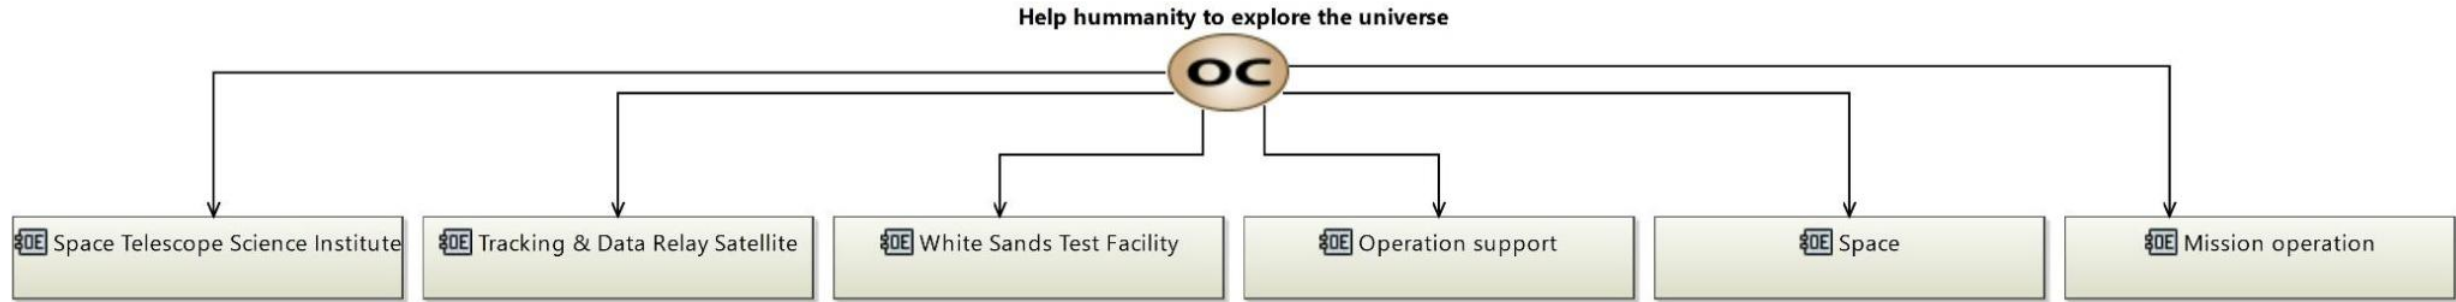 Help hummanity to explore the universe
OC
OE Space Telescope Science Institute
OE Tracking & Data Relay Satellite
OE White Sands Test Facility
OE Operation support
OE Space
OE Mission operation